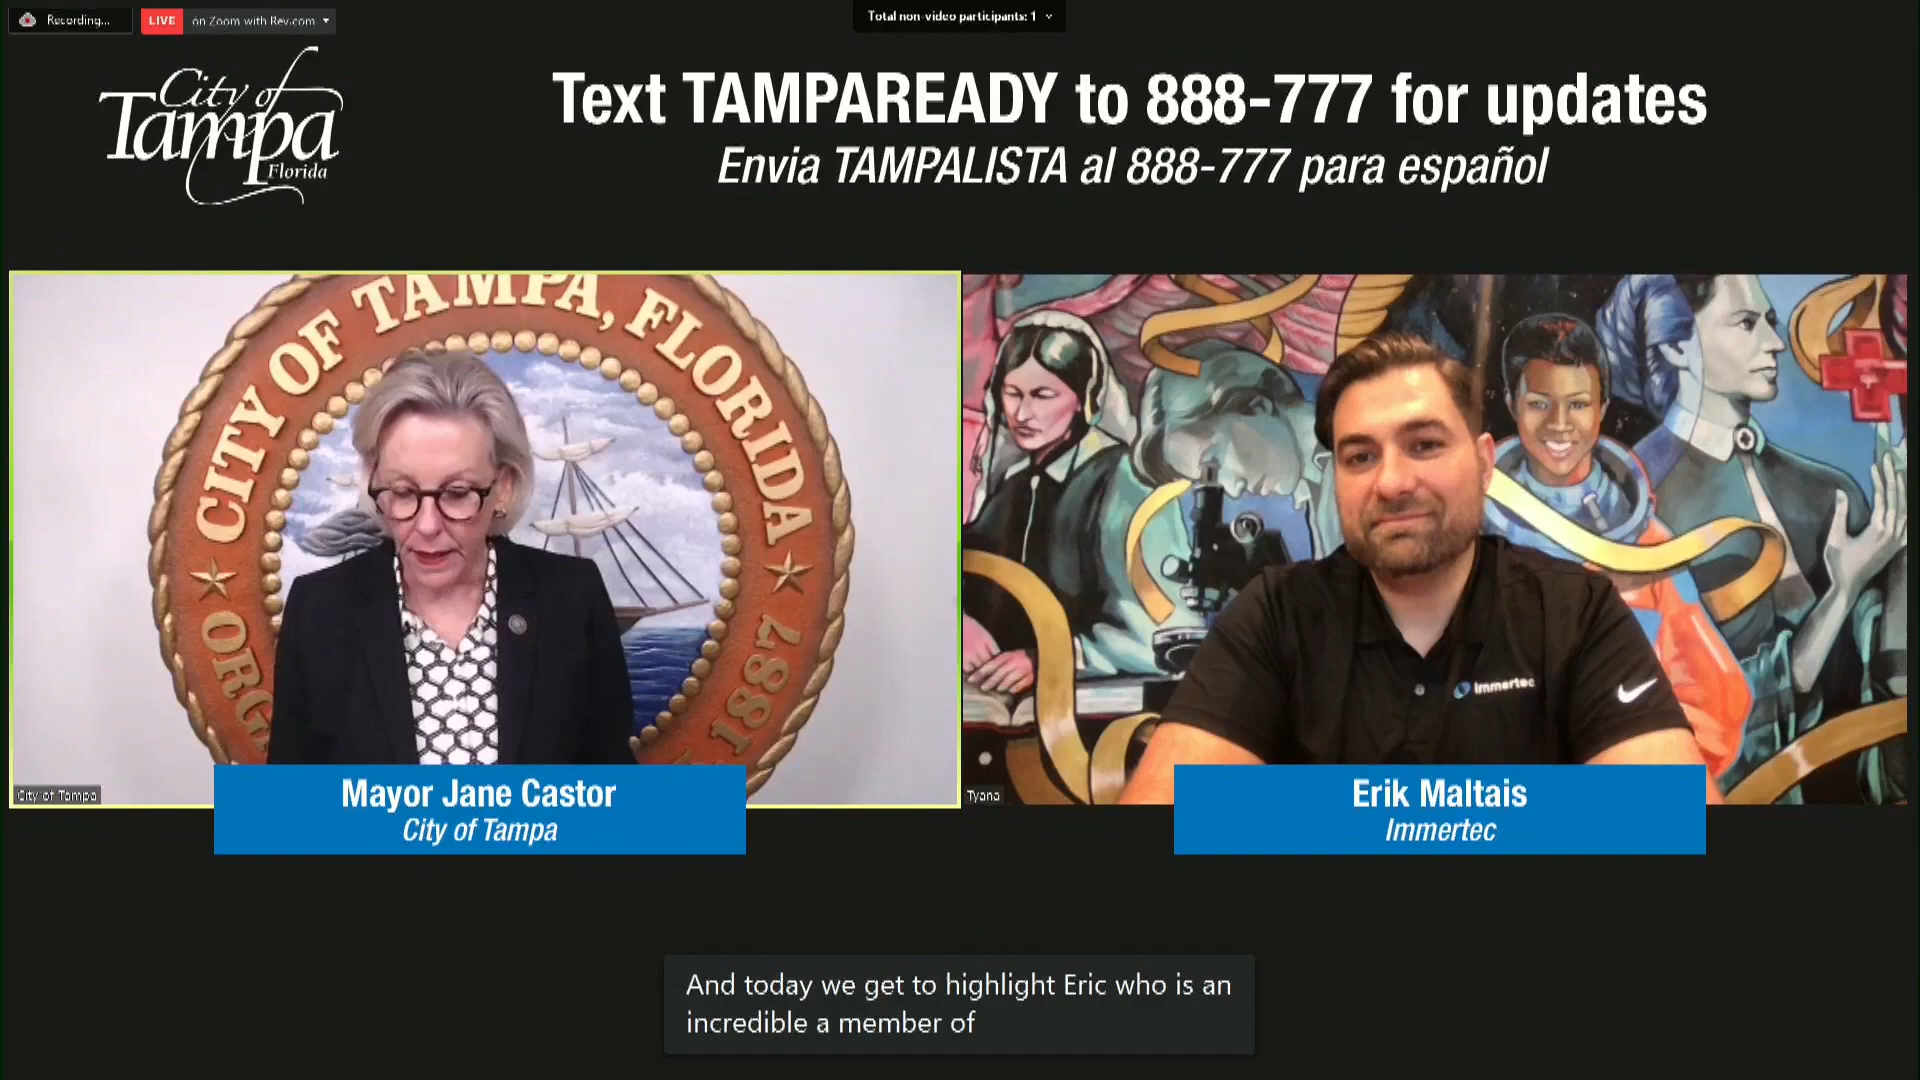 Recording...
LIVE on Zoom with Rev.com
Total non-video participants: 1
City of
Tampa
Florida
Text TAMPAREADY to 888-777 for updates
Envia TAMPALISTA al 888-777 para español
CITY OF TAMPA, FLORIDA
ORG
1887
immertec
City of Tampa
Tyana
Mayor Jane Castor
City of Tampa
Erik Maltais
Immertec
And today we get to highlight Eric who is an
incredible a member of